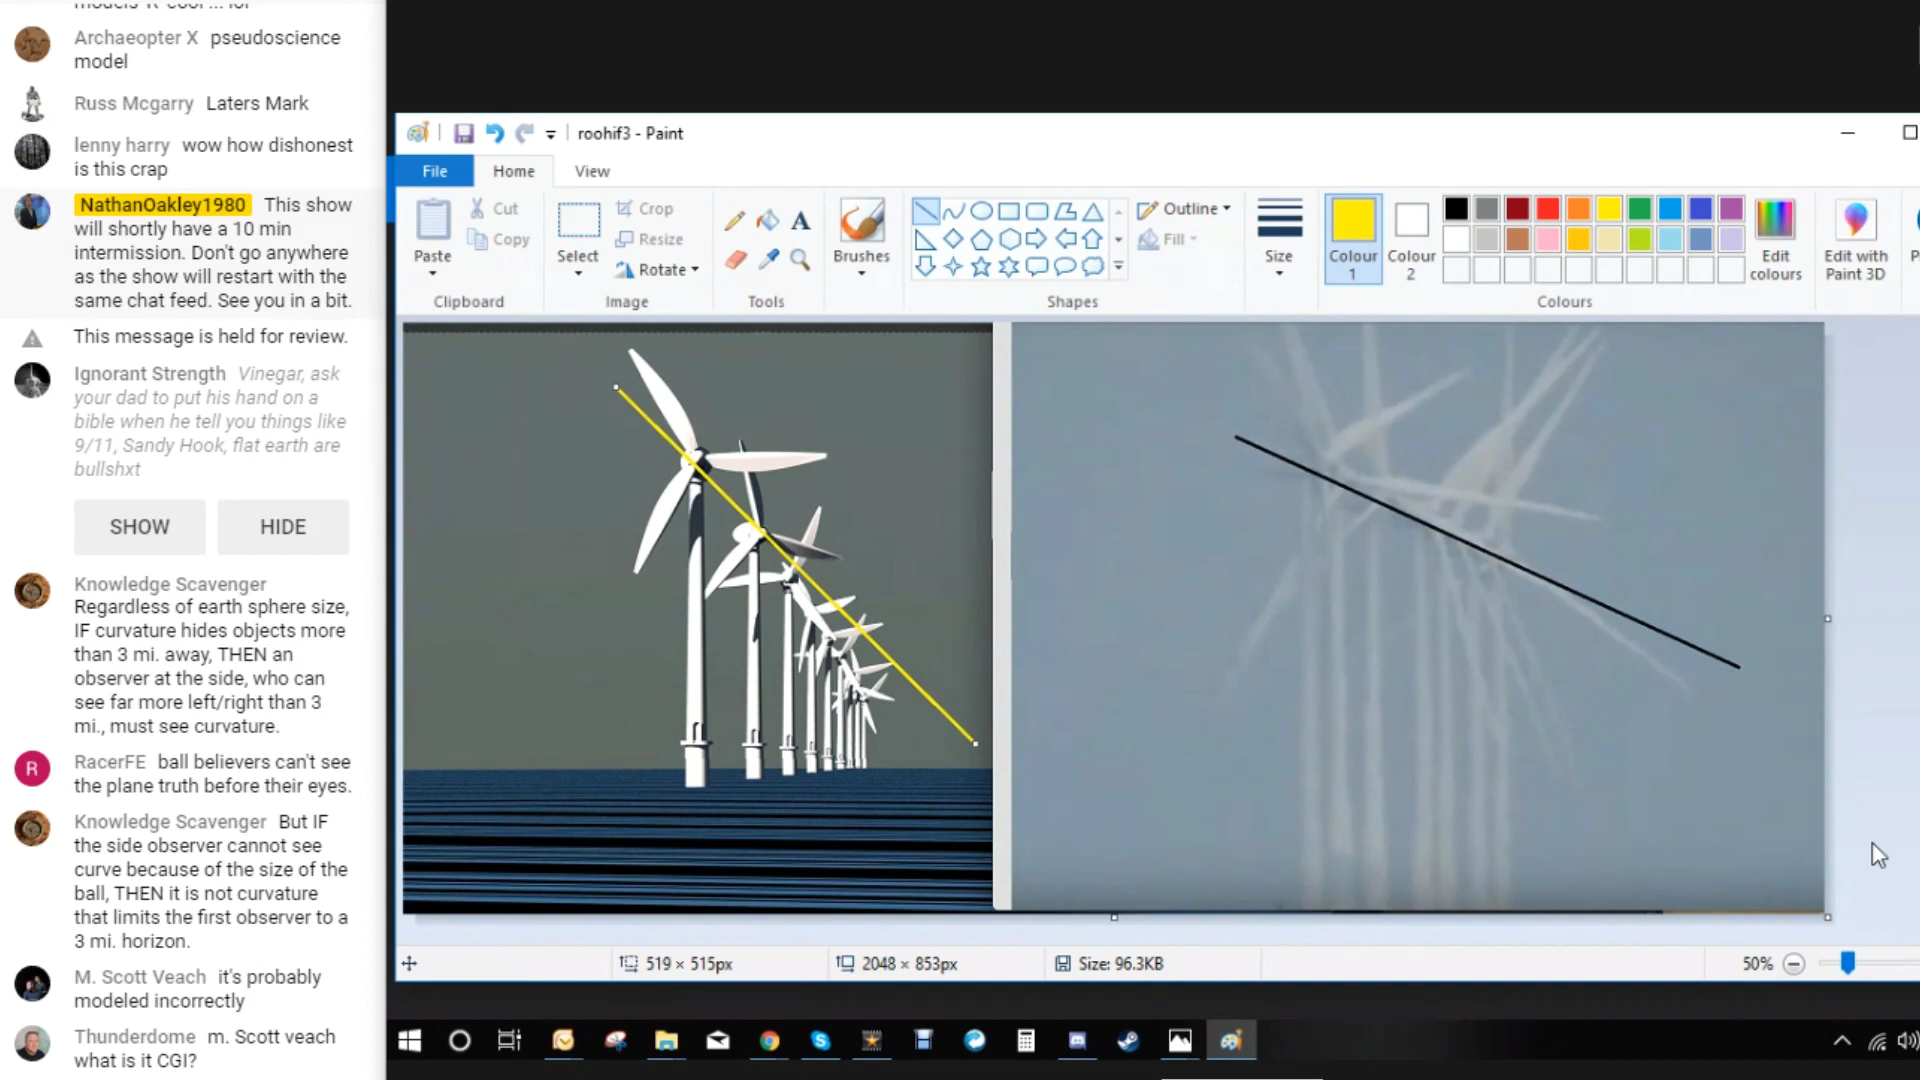 Archaeopter X pseudoscience
model
Russ Mcgarry Laters Mark
lenny harry wow how dishonest
is this crap
NathanOakley1980 This show
will shortly have a 10 min
intermission. Don't go anywhere
as the show will restart with the
same chat feed. See you in a bit.
This message is held for review.
Ignorant Strength Vinegar, ask
your dad to put his hand on a
bible when he tell you things like
9/11, Sandy Hook, flat earth are
bullshxt
SHOW HIDE
Knowledge Scavenger
Regardless of earth sphere size,
IF curvature hides objects more
than 3 mi. away, THEN an
observer at the side, who can
see far more left/right than 3
mi., must see curvature.
R
RacerFE ball believers can't see
the plane truth before their eyes.
Knowledge Scavenger But IF
the side observer cannot see
curve because of the size of the
ball, THEN it is not curvature
that limits the first observer to a
3 mi. horizon.
M. Scott Veach it's probably
modeled incorrectly
Thunderdome m. Scott veach
what is it CGI?
roohif3 - Paint
File Home View
Paste
Cut
Copy
Clipboard
Select
Crop
Resize
Rotate
Image
A
Tools
Brushes
Shapes
Outline
Fill
Size
Colour
1
Colour
2
Edit
colours
Colours
Edit with
Paint 3D
519 × 515px
2048 × 853px
Size: 96.3KB
50%